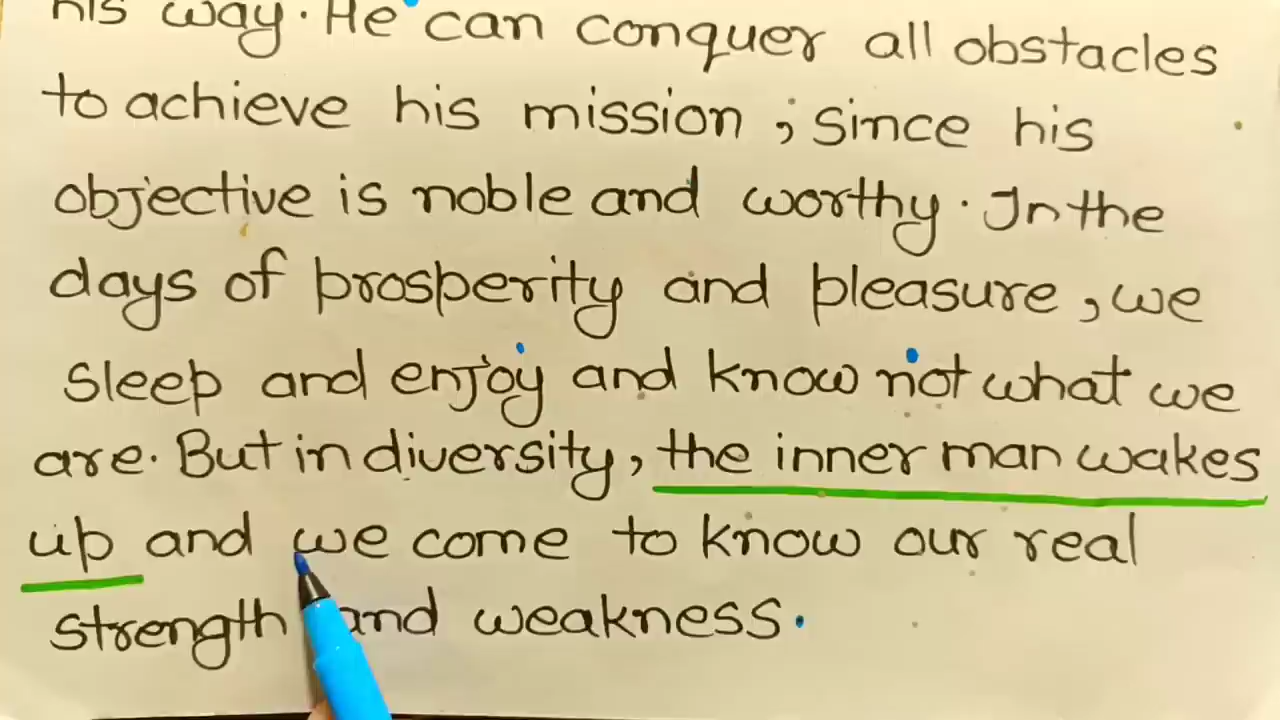 his way. He can conquer all obstacles
to achieve his mission ; since his
objective is noble and worthy. In the
days of prosperity and pleasure, we
sleep and enjoy and know not what we
are. But in diversity, the inner man wakes
up and we come to know our real
strength and weakness.